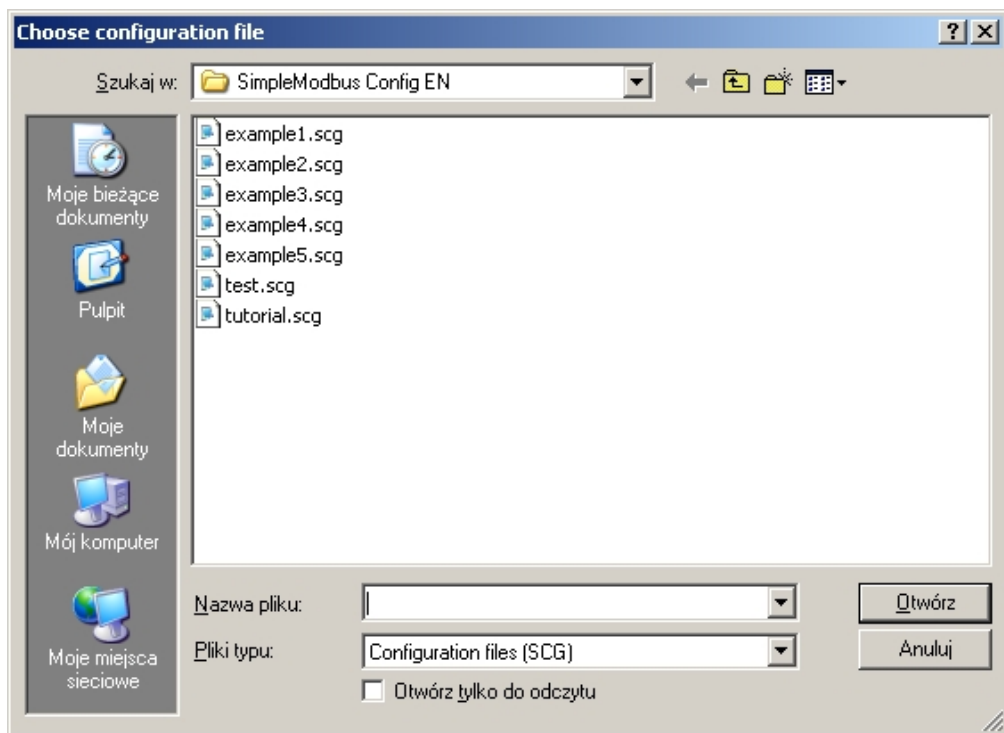 Choose configuration file
Szukaj w: SimpleModbus Config EN
Moje bieżące
dokumenty
Pulpit
Moje
dokumenty
Mój komputer
Moje miejsca
sieciowe
example1.scg
example2.scg
example3.scg
example4.scg
example5.scg
test.scg
tutorial.scg
Nazwa pliku:
Otwórz
Pliki typu: Configuration files (SCG)
Anuluj
Otwórz tylko do odczytu